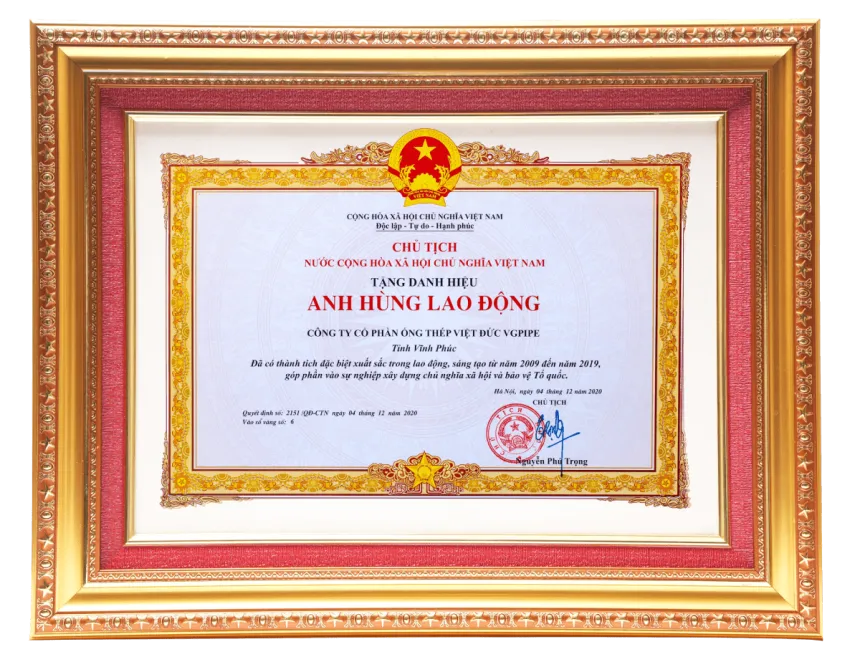 VIỆT NAM
CỘNG HÒA XÃ HỘI CHỦ NGHĨA VIỆT NAM
Độc lập - Tự do - Hạnh phúc
CHỦ TỊCH
NƯỚC CỘNG HÒA XÃ HỘI CHỦ NGHĨA VIỆT NAM
TẶNG DANH HIỆU
ANH HÙNG LAO ĐỘNG
CÔNG TY CỔ PHẦN ỐNG THÉP VIỆT ĐỨC VGPIPE
Tỉnh Vĩnh Phúc
Đã có thành tích đặc biệt xuất sắc trong lao động, sáng tạo từ năm 2009 đến năm 2019,
góp phần vào sự nghiệp xây dựng chủ nghĩa xã hội và bảo vệ Tổ quốc.
Hà Nội, ngày 04 tháng 12 năm 2020
CHỦ TỊCH
Quyết định số: 2151 /QĐ-CTN ngày 04 tháng 12 năm 2020
Vào sổ vàng số: 6
CHỦ TỊCH
Nguyễn Phú Trọng